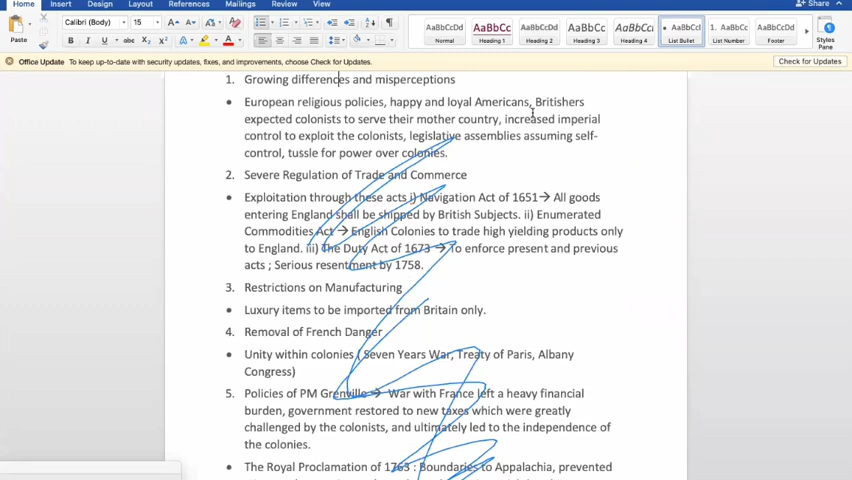 Home Insert Design Layout References Mailings Review View Share
Paste Calibri (Body) 15 AaBbCcDd AaBbCc AaBbCcDd AaBbCcDc AaBbCcDd AaBbCcI 1. AaBbCc AaBbCcDd
Normal Heading 1 Heading 2 Heading 3 Heading 4 List Bullet List Number Footer Styles Pane
Office Update To keep up-to-date with security updates, fixes, and improvements, choose Check for Updates. Check for Updates
1. Growing differences and misperceptions
• European religious policies, happy and loyal Americans, Britishers
expected colonists to serve their mother country, increased imperial
control to exploit the colonists, legislative assemblies assuming self-
control, tussle for power over colonies.
2. Severe Regulation of Trade and Commerce
• Exploitation through these acts i) Navigation Act of 1651→ All goods
entering England shall be shipped by British Subjects. ii) Enumerated
Commodities Act → English Colonies to trade high yielding products only
to England. iii) The Duty Act of 1673 → To enforce present and previous
acts ; Serious resentment by 1758.
3. Restrictions on Manufacturing
• Luxury items to be imported from Britain only.
4. Removal of French Danger
• Unity within colonies ( Seven Years War, Treaty of Paris, Albany
Congress)
5. Policies of PM Grenville → War with France left a heavy financial
burden, government restored to new taxes which were greatly
challenged by the colonists, and ultimately led to the independence of
the colonies.
• The Royal Proclamation of 1763 : Boundaries to Appalachia, prevented